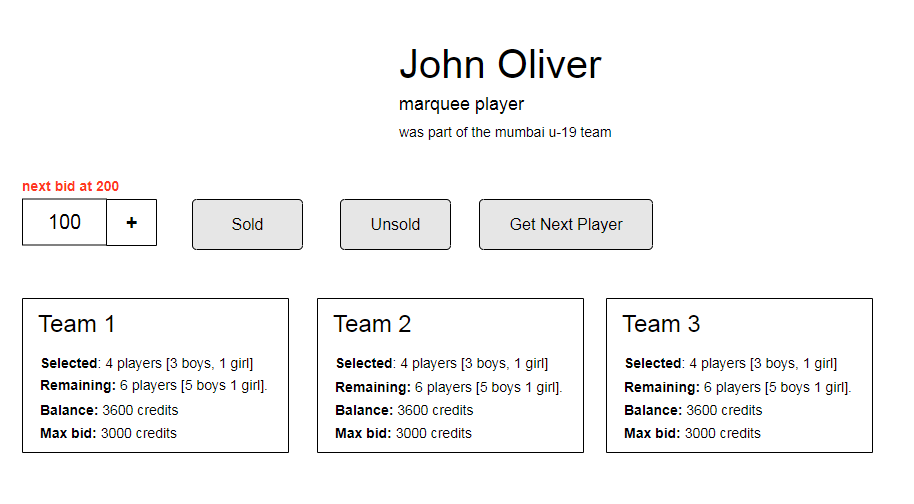 John Oliver
marquee player
was part of the mumbai u-19 team
next bid at 200
100 +
Sold
Unsold
Get Next Player
Team 1
Selected: 4 players [3 boys, 1 girl]
Remaining: 6 players [5 boys 1 girl].
Balance: 3600 credits
Max bid: 3000 credits
Team 2
Selected: 4 players [3 boys, 1 girl]
Remaining: 6 players [5 boys 1 girl].
Balance: 3600 credits
Max bid: 3000 credits
Team 3
Selected: 4 players [3 boys, 1 girl]
Remaining: 6 players [5 boys 1 girl].
Balance: 3600 credits
Max bid: 3000 credits